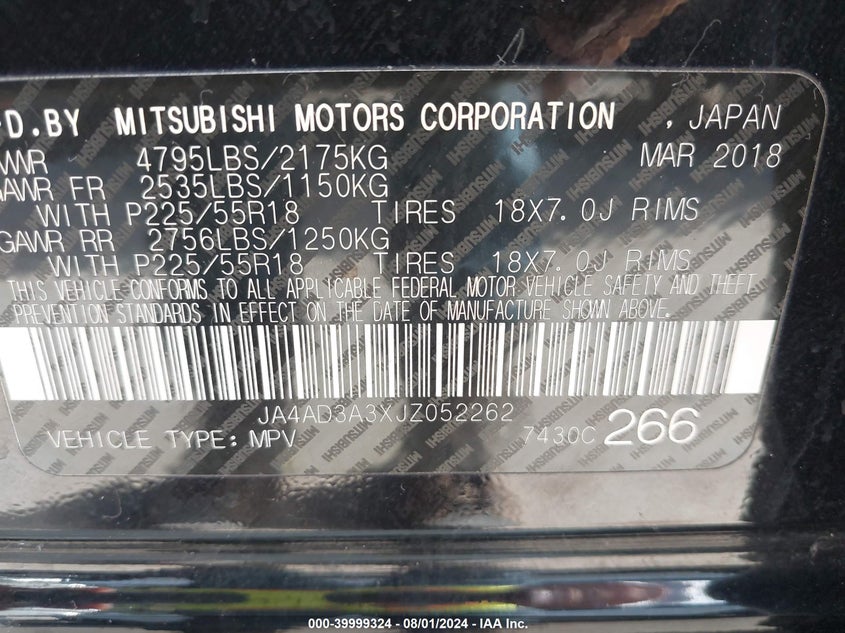 D.BY MITSUBISHI MOTORS CORPORATION , JAPAN
4795LBS/2175KG MAR 2018
GAWR FR 2535LBS/1150KG
WITH P225/55R18 TIRES 18X7.0J RIMS
GAWR RR 2756LBS/1250KG
WITH P225/55R18 TIRES 18X7.0J RIMS
THIS VEHICLE CONFORMS TO ALL APPLICABLE FEDERAL MOTOR VEHICLE SAFETY AND THEFT
PREVENTION STANDARDS IN EFFECT ON THE DATE OF MANUFACTURE SHOWN ABOVE.
JA4AD3A3XJZ052262
VEHICLE TYPE: MPV 7430C 266
000-39999324 - 08/01/2024 - IAA Inc.